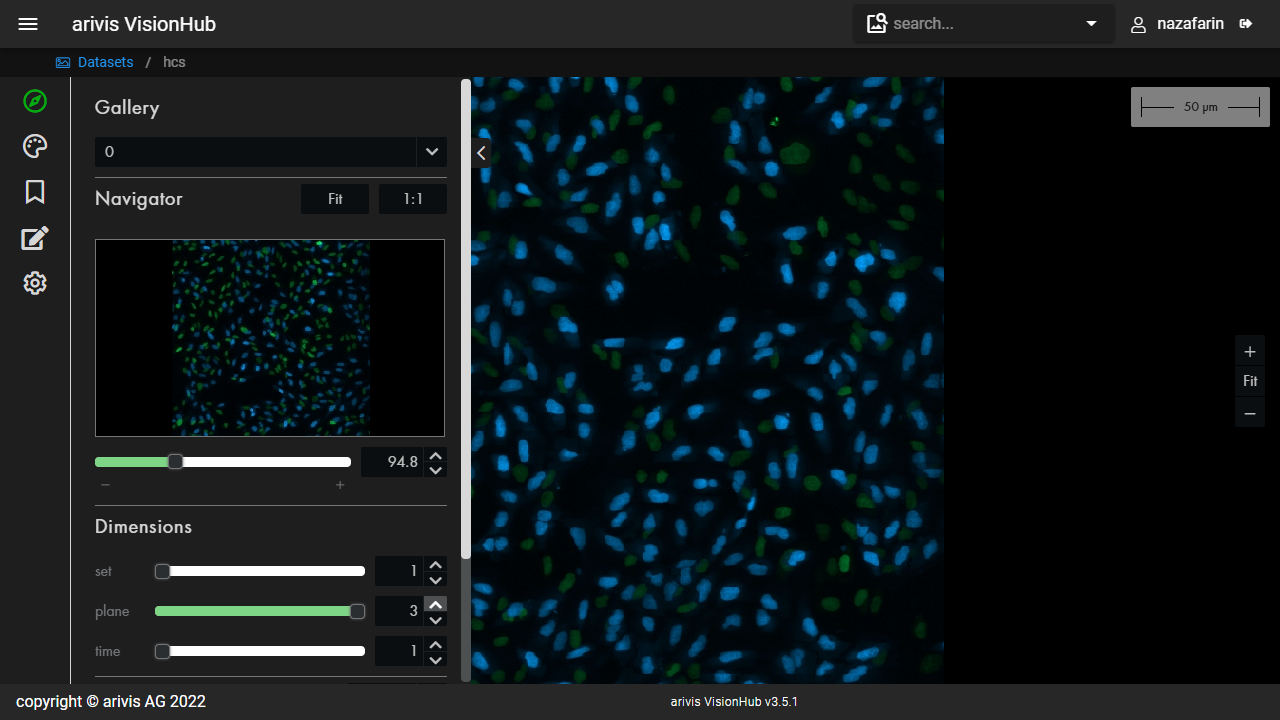 arivis VisionHub
search...
nazafarin
Datasets / hcs
Gallery
0
Navigator
Fit
1:1
94.8
− +
Dimensions
set 1
plane 3
time 1
50 µm
+
Fit
−
copyright © arivis AG 2022
arivis VisionHub v3.5.1